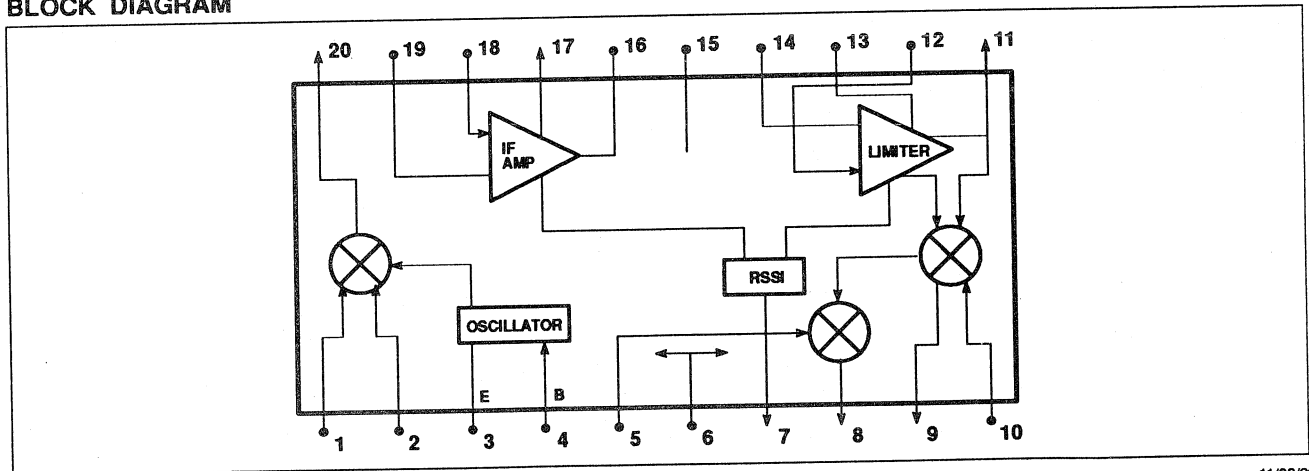 BLOCK DIAGRAM
20 19 18 17 16 15 14 13 12 11
IF
AMP
LIMITER
RSSI
OSCILLATOR
E B
1 2 3 4 5 6 7 8 9 10